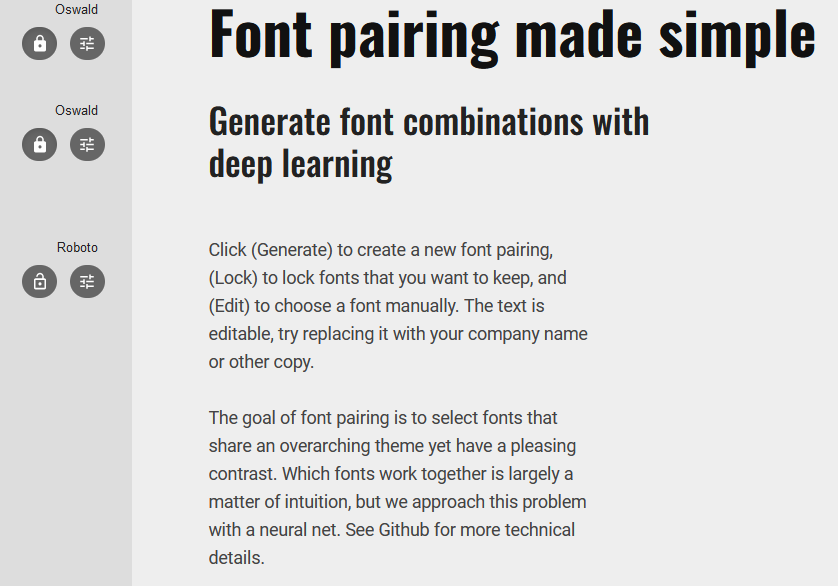 Oswald
Font pairing made simple
Oswald
Generate font combinations with
deep learning
Roboto
Click (Generate) to create a new font pairing,
(Lock) to lock fonts that you want to keep, and
(Edit) to choose a font manually. The text is
editable, try replacing it with your company name
or other copy.
The goal of font pairing is to select fonts that
share an overarching theme yet have a pleasing
contrast. Which fonts work together is largely a
matter of intuition, but we approach this problem
with a neural net. See Github for more technical
details.